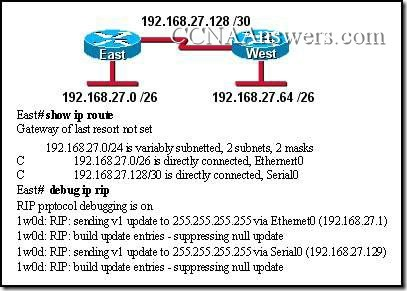 192.168.27.128 /30
CCNAAnswers.com
East
West
192.168.27.0 /26
192.168.27.64 /26
East# show ip route
Gateway of last resort not set
192.168.27.0/24 is variably subnetted, 2 subnets, 2 masks
C 192.168.27.0/26 is directly connected, Ethernet0
C 192.168.27.128/30 is directly connected, Serial0
East# debug ip rip
RIP prptocol debugging is on
1w0d: RIP: sending v1 update to 255.255.255.255 via Ethernet0 (192.168.27.1)
1w0d: RIP: build update entries - suppressing null update
1w0d: RIP: sending v1 update to 255.255.255.255 via Serial0 (192.168.27.129)
1w0d: RIP: build update entries - suppressing null update